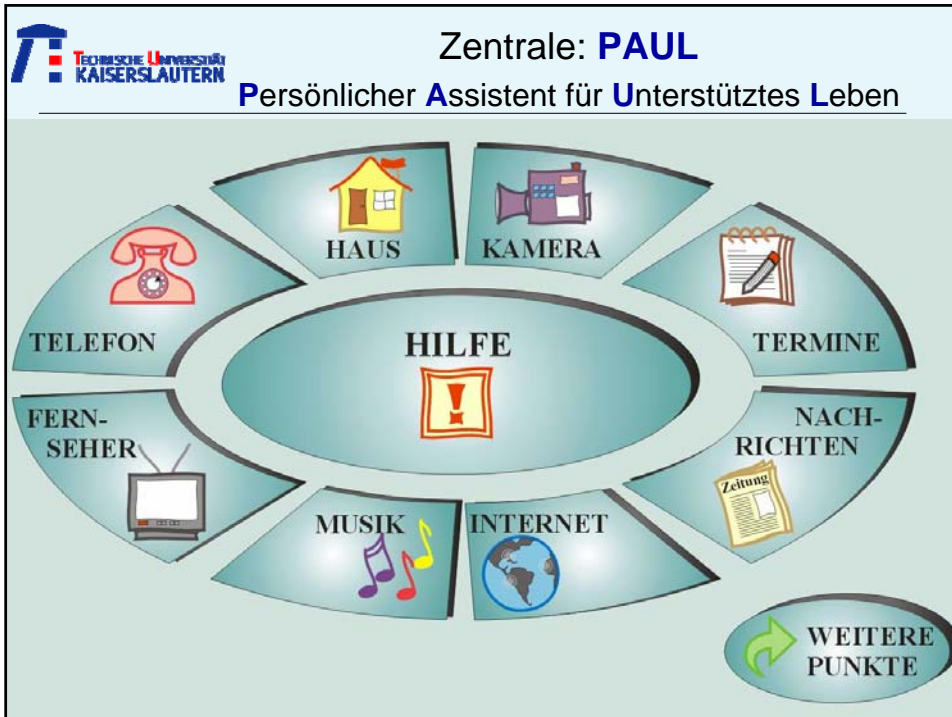 TECHNISCHE UNIVERSITÄT
KAISERSLAUTERN
Zentrale: PAUL
Persönlicher Assistent für Unterstütztes Leben
HAUS
KAMERA
TELEFON
HILFE
TERMINE
FERN-
SEHER
NACH-
RICHTEN
Zeitung
MUSIK
INTERNET
WEITERE
PUNKTE